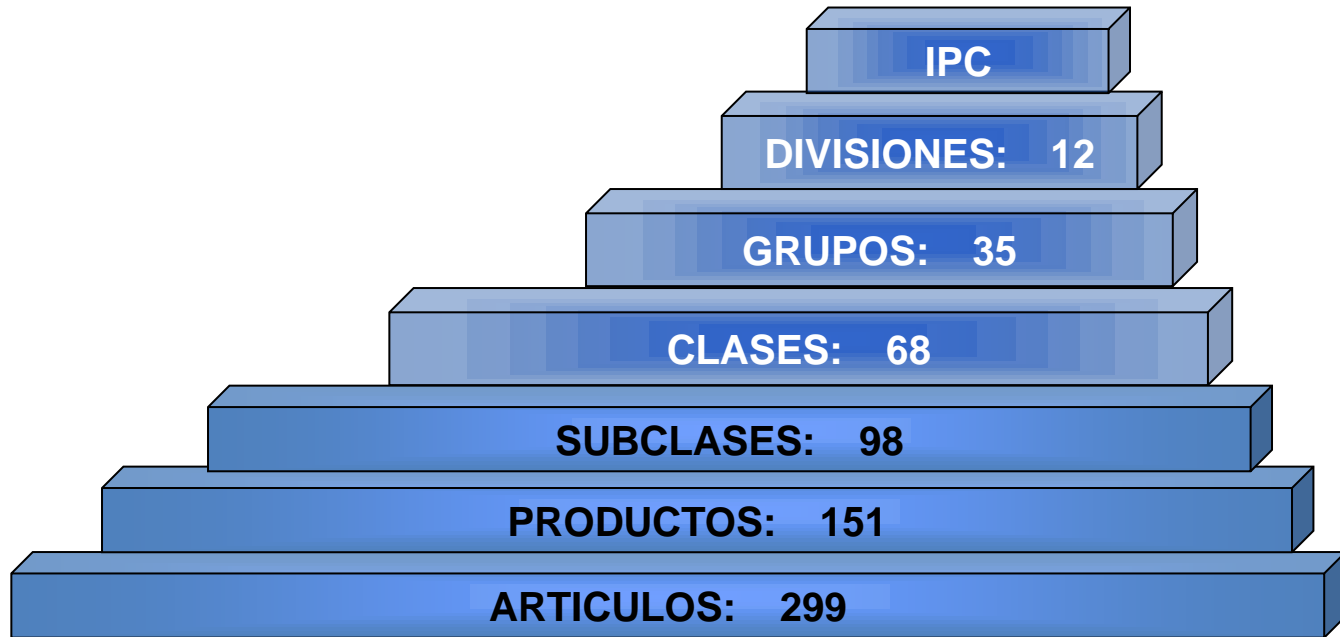 IPC
DIVISIONES: 12
GRUPOS: 35
CLASES: 68
SUBCLASES: 98
PRODUCTOS: 151
ARTICULOS: 299